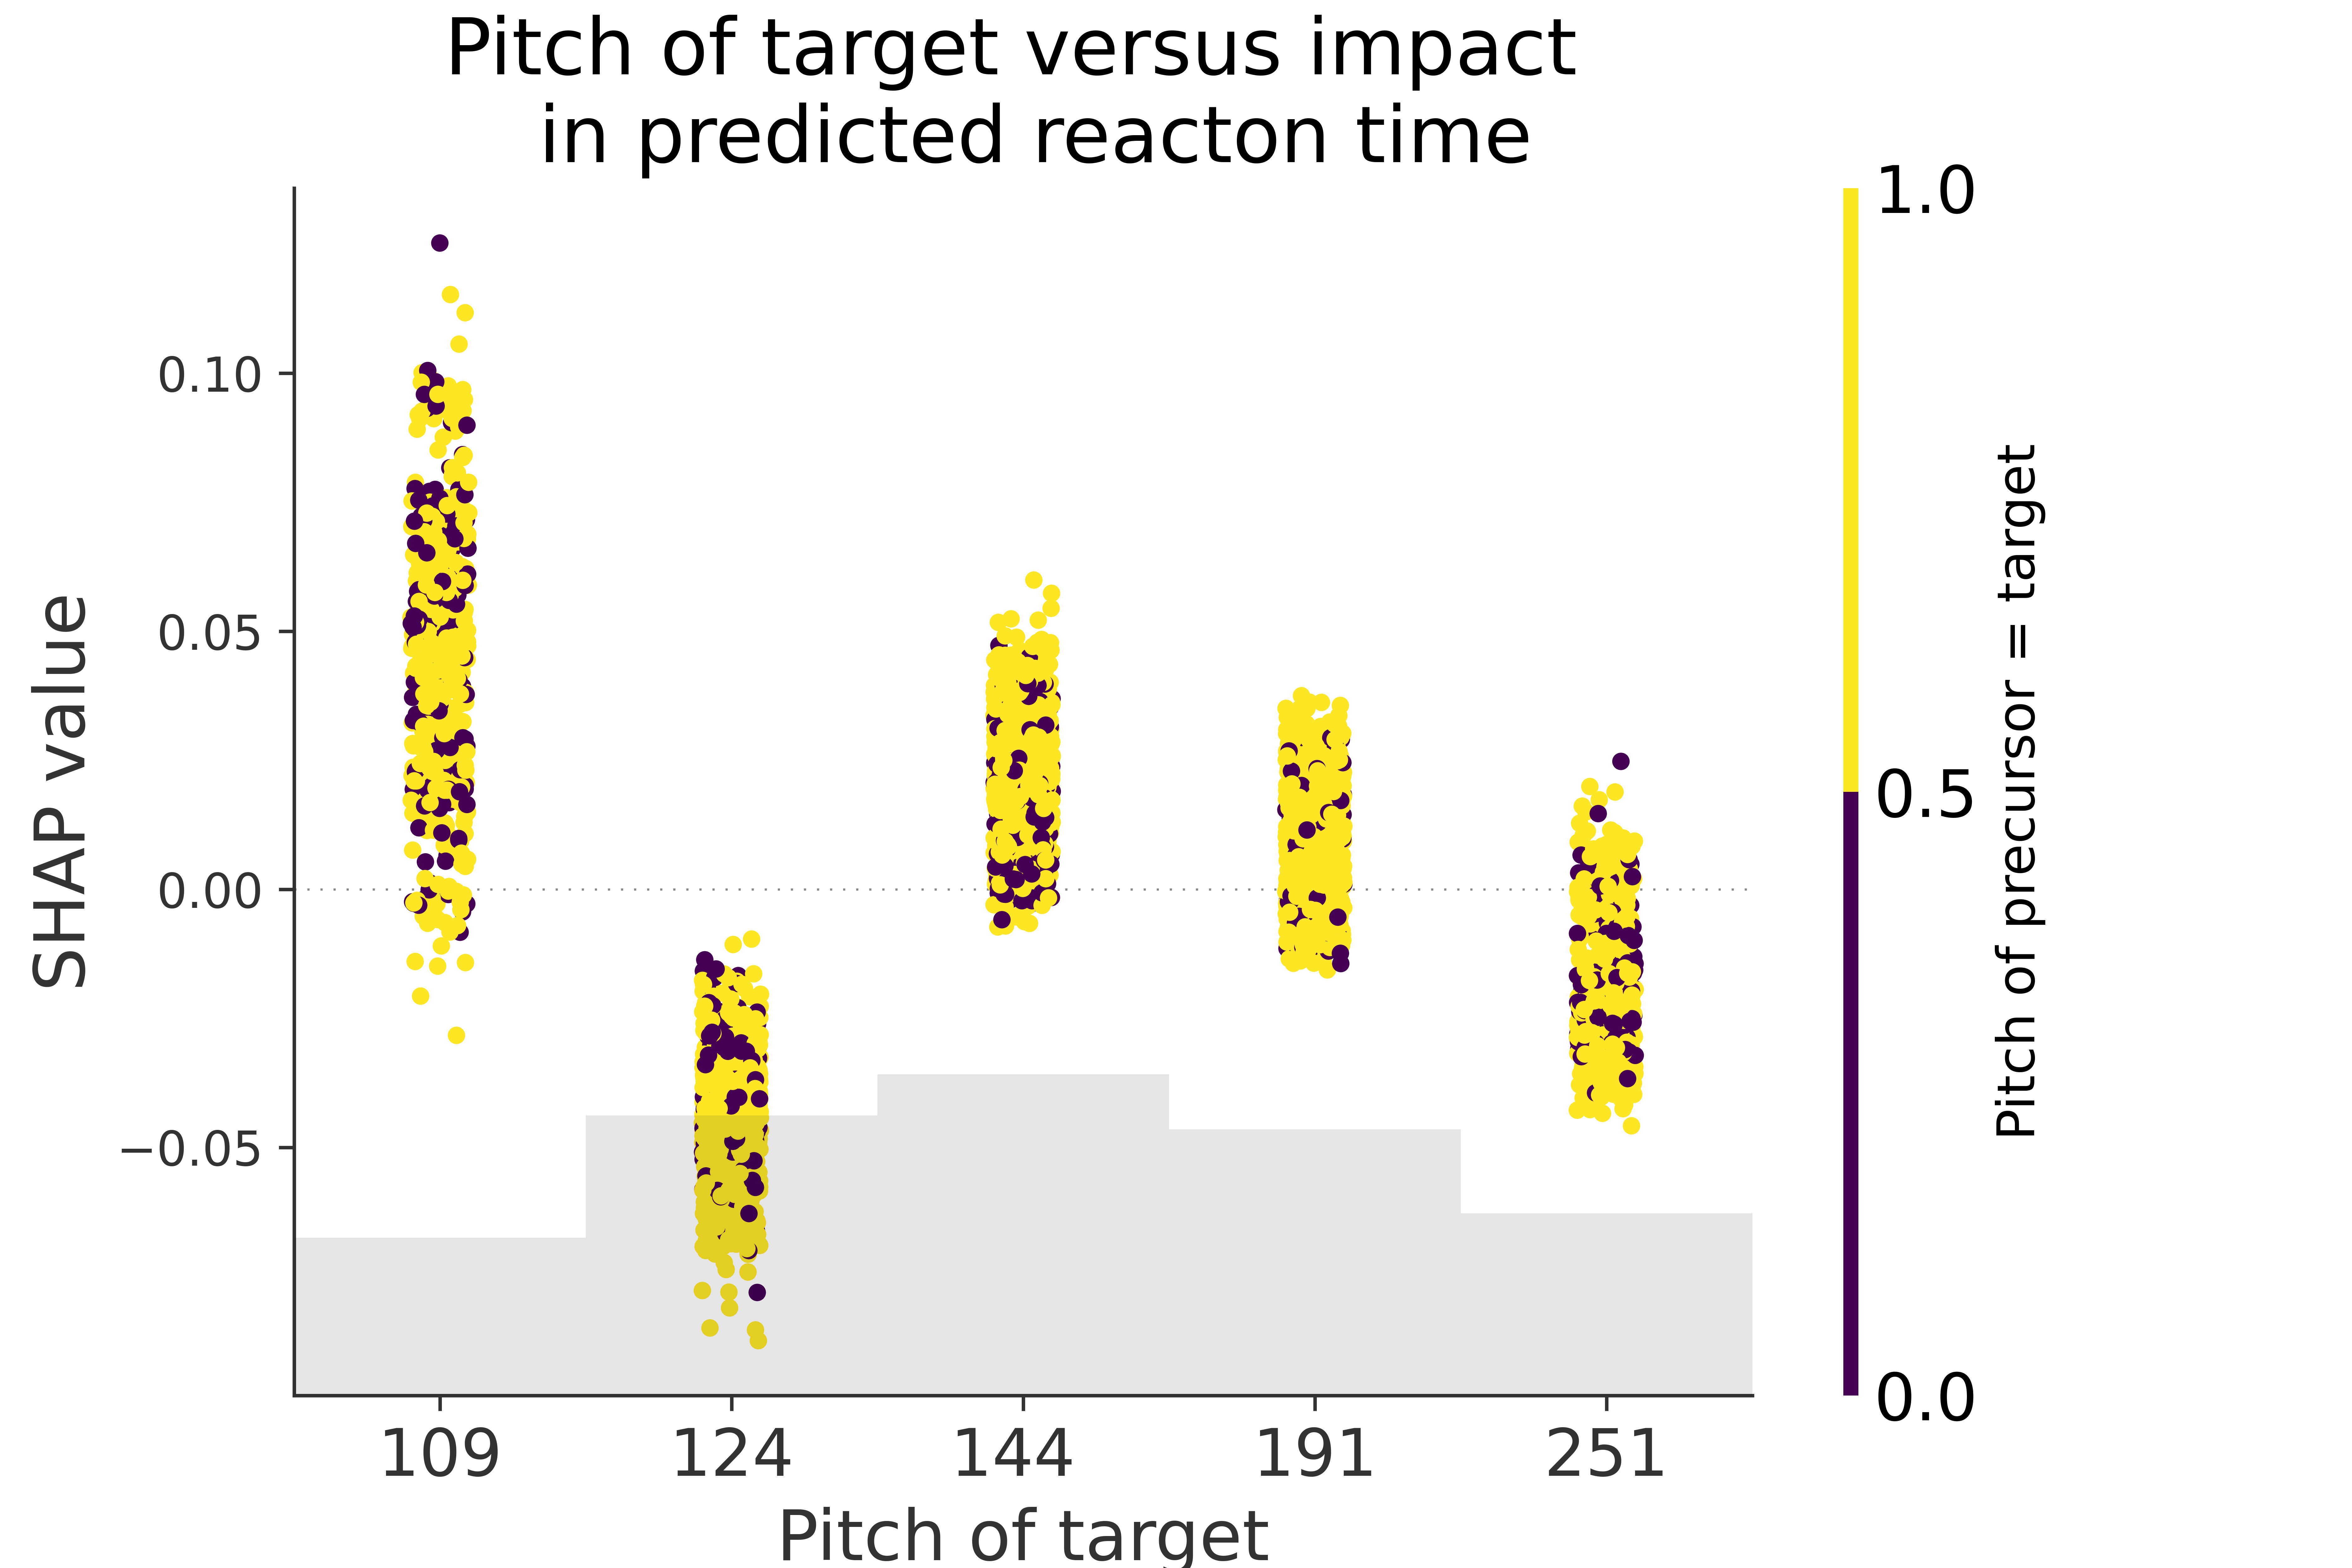 Pitch of target versus impact
in predicted reacton time
SHAP value
0.10
0.05
0.00
−0.05
109
124
144
191
251
Pitch of target
1.0
0.5
0.0
Pitch of precursor = target